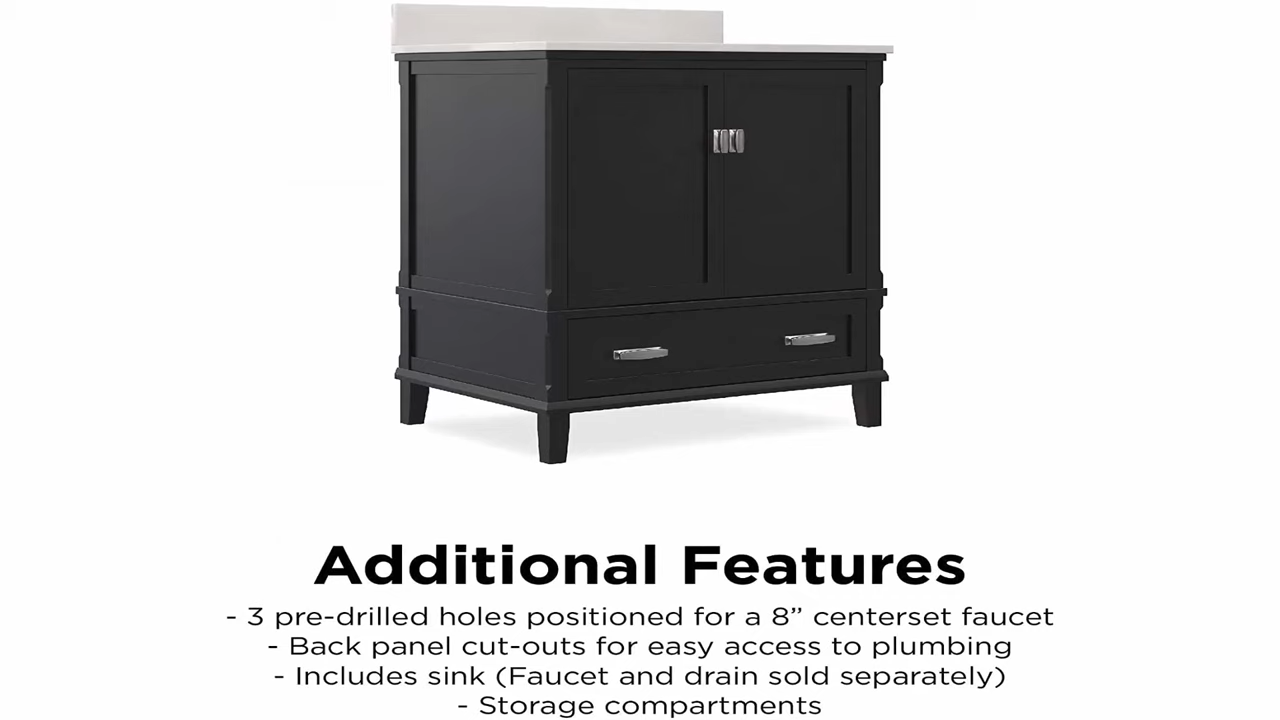 Additional Features
- 3 pre-drilled holes positioned for a 8” centerset faucet
- Back panel cut-outs for easy access to plumbing
- Includes sink (Faucet and drain sold separately)
- Storage compartments